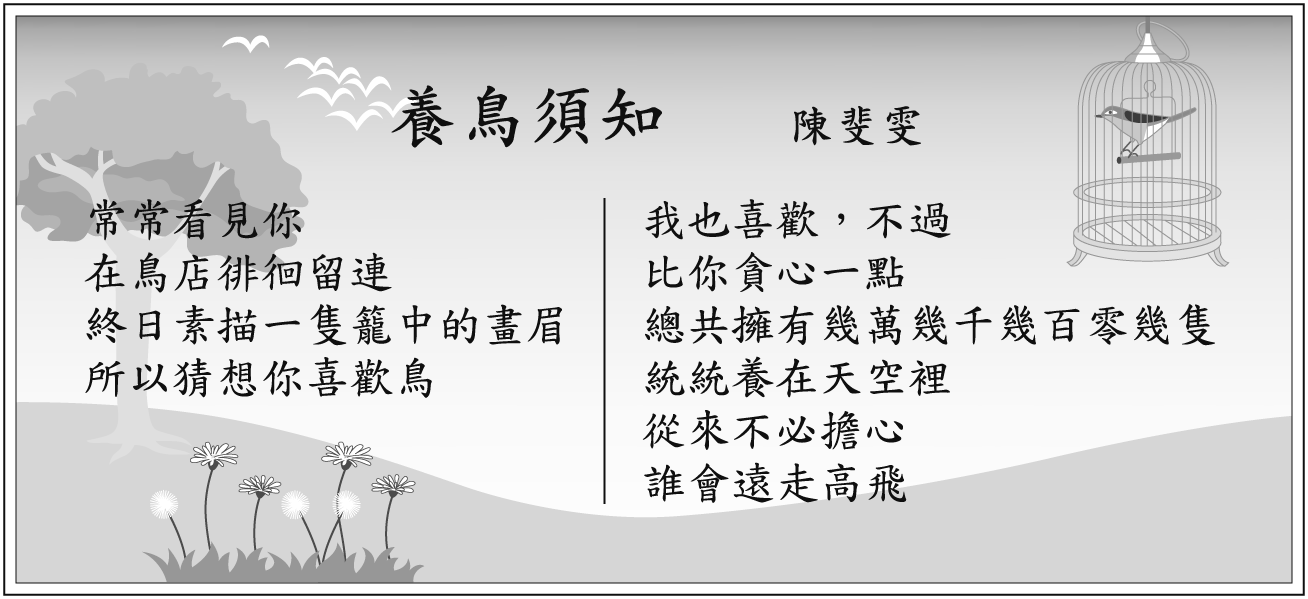 養鳥須知 陳斐雯
常常看見你
在鳥店徘徊留連
終日素描一隻籠中的畫眉
所以猜想你喜歡鳥
我也喜歡，不過
比你貪心一點
總共擁有幾萬幾千幾百零幾隻
統統養在天空裡
從來不必擔心
誰會遠走高飛